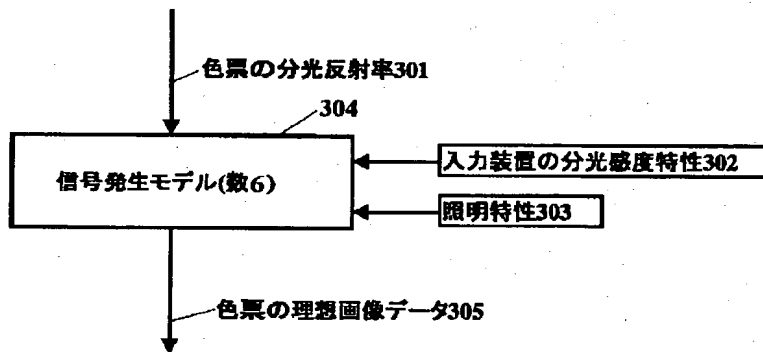 色票の分光反射率301
304
信号発生モデル(数6)
入力装置の分光感度特性302
照明特性303
色票の理想画像データ305